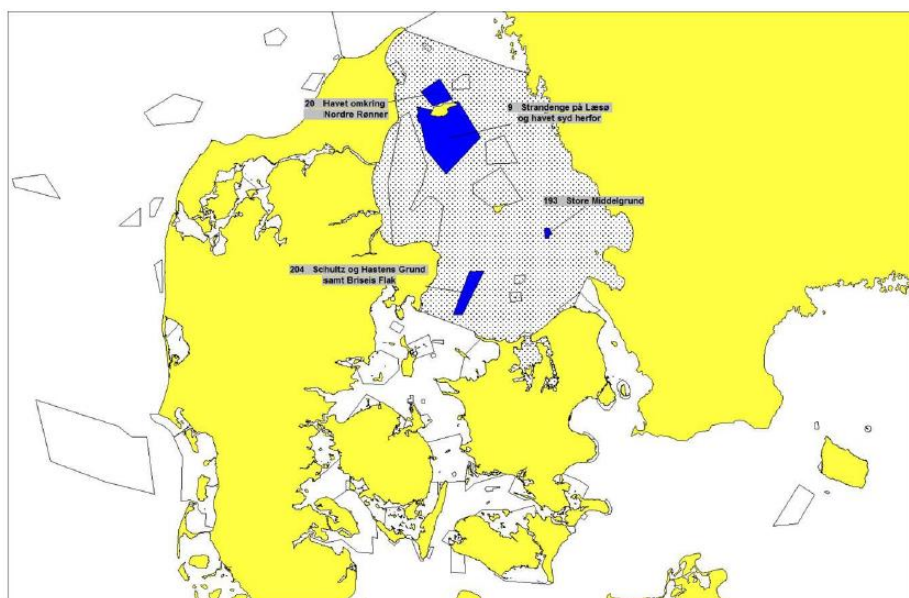 20 Havet omkring
Nordre Rønner
9 Strandenge på Læsø
og havet syd herfor
193 Store Middelgrund
204 Schultz og Hastens Grund
samt Briseis Flak